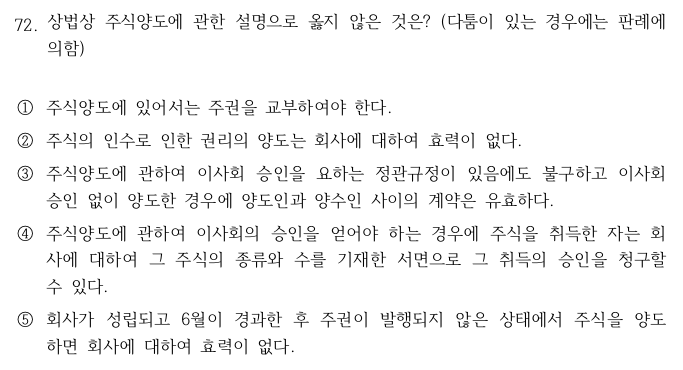 72. 상법상 주식양도에 관한 설명으로 옳지 않은 것은? (다툼이 있는 경우에는 판례에
의함)
① 주식양도에 있어서는 주권을 교부하여야 한다.
② 주식의 인수로 인한 권리의 양도는 회사에 대하여 효력이 없다.
③ 주식양도에 관하여 이사회 승인을 요하는 정관규정이 있음에도 불구하고 이사회
승인 없이 양도한 경우에 양도인과 양수인 사이의 계약은 유효하다.
④ 주식양도에 관하여 이사회의 승인을 얻어야 하는 경우에 주식을 취득한 자는 회
사에 대하여 그 주식의 종류와 수를 기재한 서면으로 그 취득의 승인을 청구할
수 있다.
⑤ 회사가 성립되고 6월이 경과한 후 주권이 발행되지 않은 상태에서 주식을 양도
하면 회사에 대하여 효력이 없다.